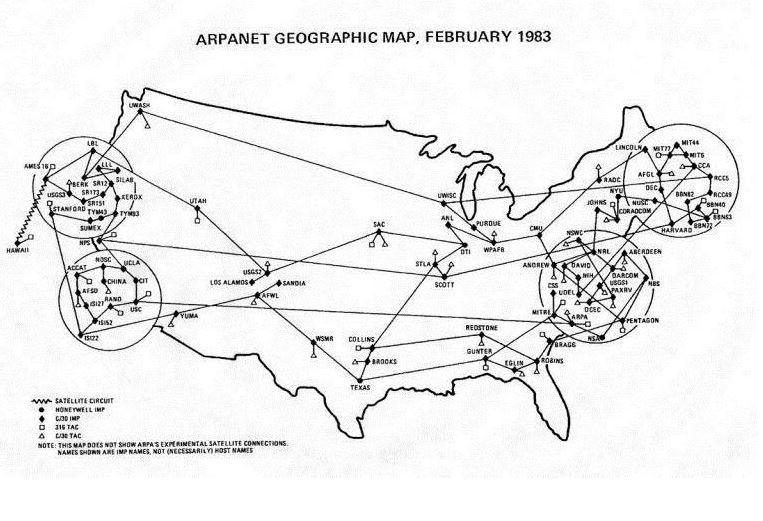 ARPANET GEOGRAPHIC MAP, FEBRUARY 1983
UWASH
LBL
AMES16
LLL
BERK
SR12
SILAB
USGS3
SR173
XEROX
STANFORD
SR151
TYM43
TYM93
SUMEX
NPS
HAWAII
UTAH
NOSC
UCLA
ACCAT
CHINA
CIT
AFSD
RAND
ISI27
USC
ISI52
ISI22
YUMA
USGS2
LOS ALAMOS
SANDIA
AFWL
WSMR
SAC
COLLINS
BROOKS
TEXAS
UWISC
ANL
PURDUE
DTI
WPAFB
STLA
SCOTT
REDSTONE
GUNTER
EGLIN
ROBINS
BRAGG
LINCOLN
MIT77
MIT44
MIT6
CCA
RADC
AFGL
RCC5
NYU
DEC
RCC49
JOHNS
NUSC
BBN82
BBN40
CORADCOM
BBN63
HARVARD
BBN72
CMU
NSWC
NRL
ABERDEEN
ANDREW
DAVID
DARCOM
NIH
USGS1
NBS
CSS
UDEL
PAXRV
DCEC
MITRE
ARPA
PENTAGON
NSA
SATELLITE CIRCUIT
HONEYWELL IMP
C/30 IMP
316 TAC
C/30 TAC
NOTE: THIS MAP DOES NOT SHOW ARPA'S EXPERIMENTAL SATELLITE CONNECTIONS.
NAMES SHOWN ARE IMP NAMES, NOT (NECESSARILY) HOST NAMES